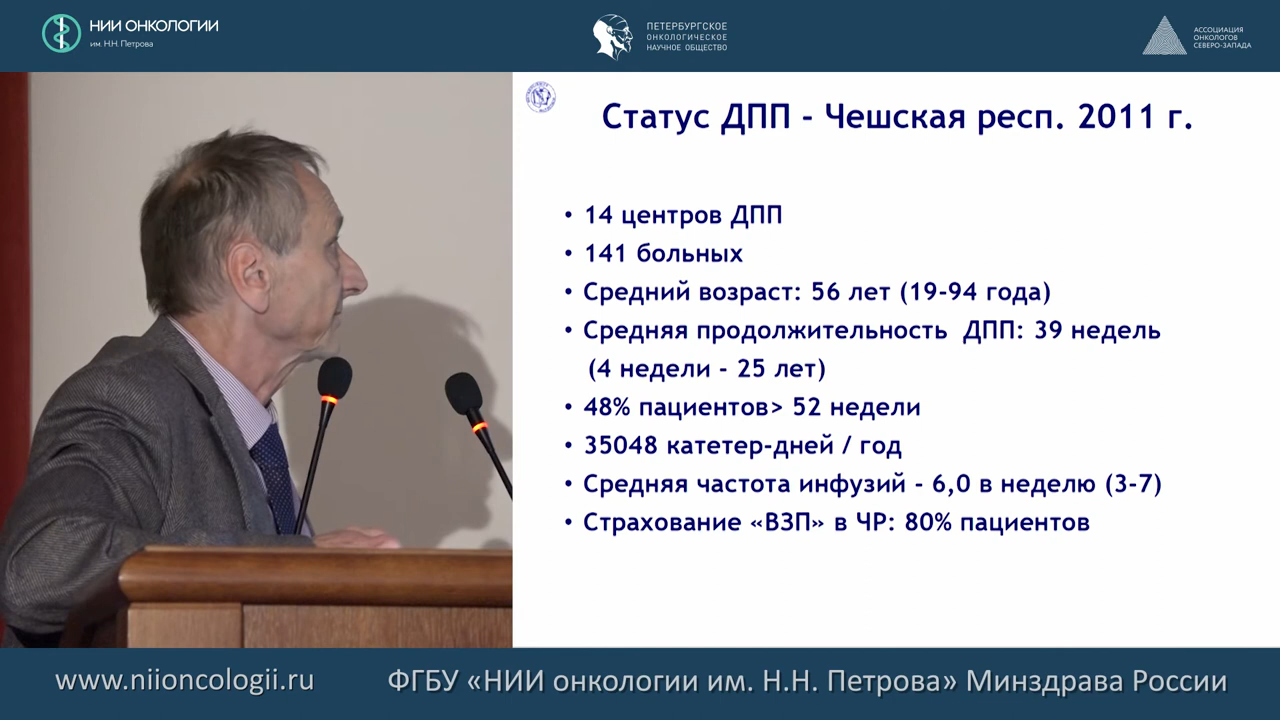 НИИ ОНКОЛОГИИ
им. Н.Н. Петрова
ПЕТЕРБУРГСКОЕ
ОНКОЛОГИЧЕСКОЕ
НАУЧНОЕ ОБЩЕСТВО
АССОЦИАЦИЯ
ОНКОЛОГОВ
СЕВЕРО-ЗАПАДА
Статус ДПП - Чешская респ. 2011 г.
• 14 центров ДПП
• 141 больных
• Средний возраст: 56 лет (19-94 года)
• Средняя продолжительность ДПП: 39 недель
(4 недели - 25 лет)
• 48% пациентов> 52 недели
• 35048 катетер-дней / год
• Средняя частота инфузий - 6,0 в неделю (3-7)
• Страхование «ВЗП» в ЧР: 80% пациентов
www.niioncologii.ru
ФГБУ «НИИ онкологии им. Н.Н. Петрова» Минздрава России